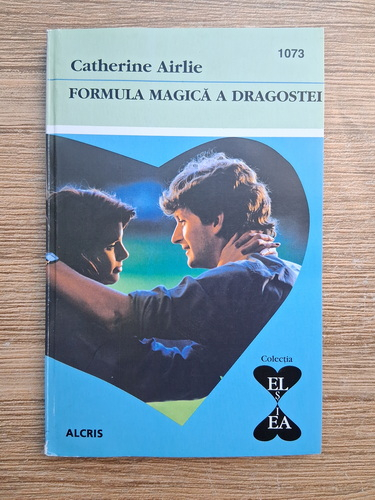 1073
Catherine Airlie
FORMULA MAGICĂ A DRAGOSTEI
Colecția
EL
ȘI
EA
ALCRIS